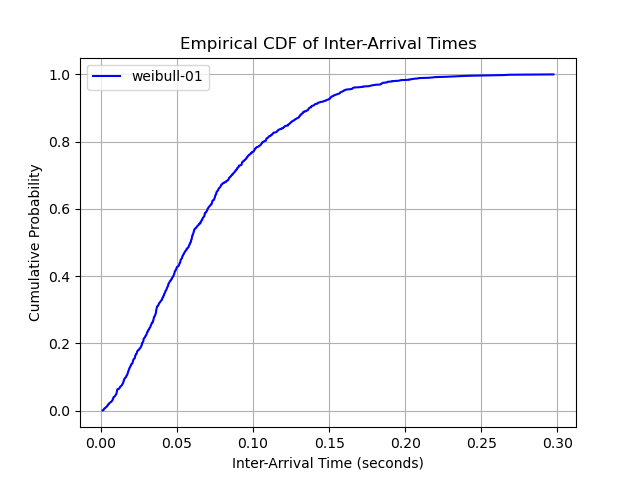 Empirical CDF of Inter-Arrival Times
weibull-01
1.0
0.8
0.6
0.4
0.2
0.0
Cumulative Probability
0.00 0.05 0.10 0.15 0.20 0.25 0.30
Inter-Arrival Time (seconds)